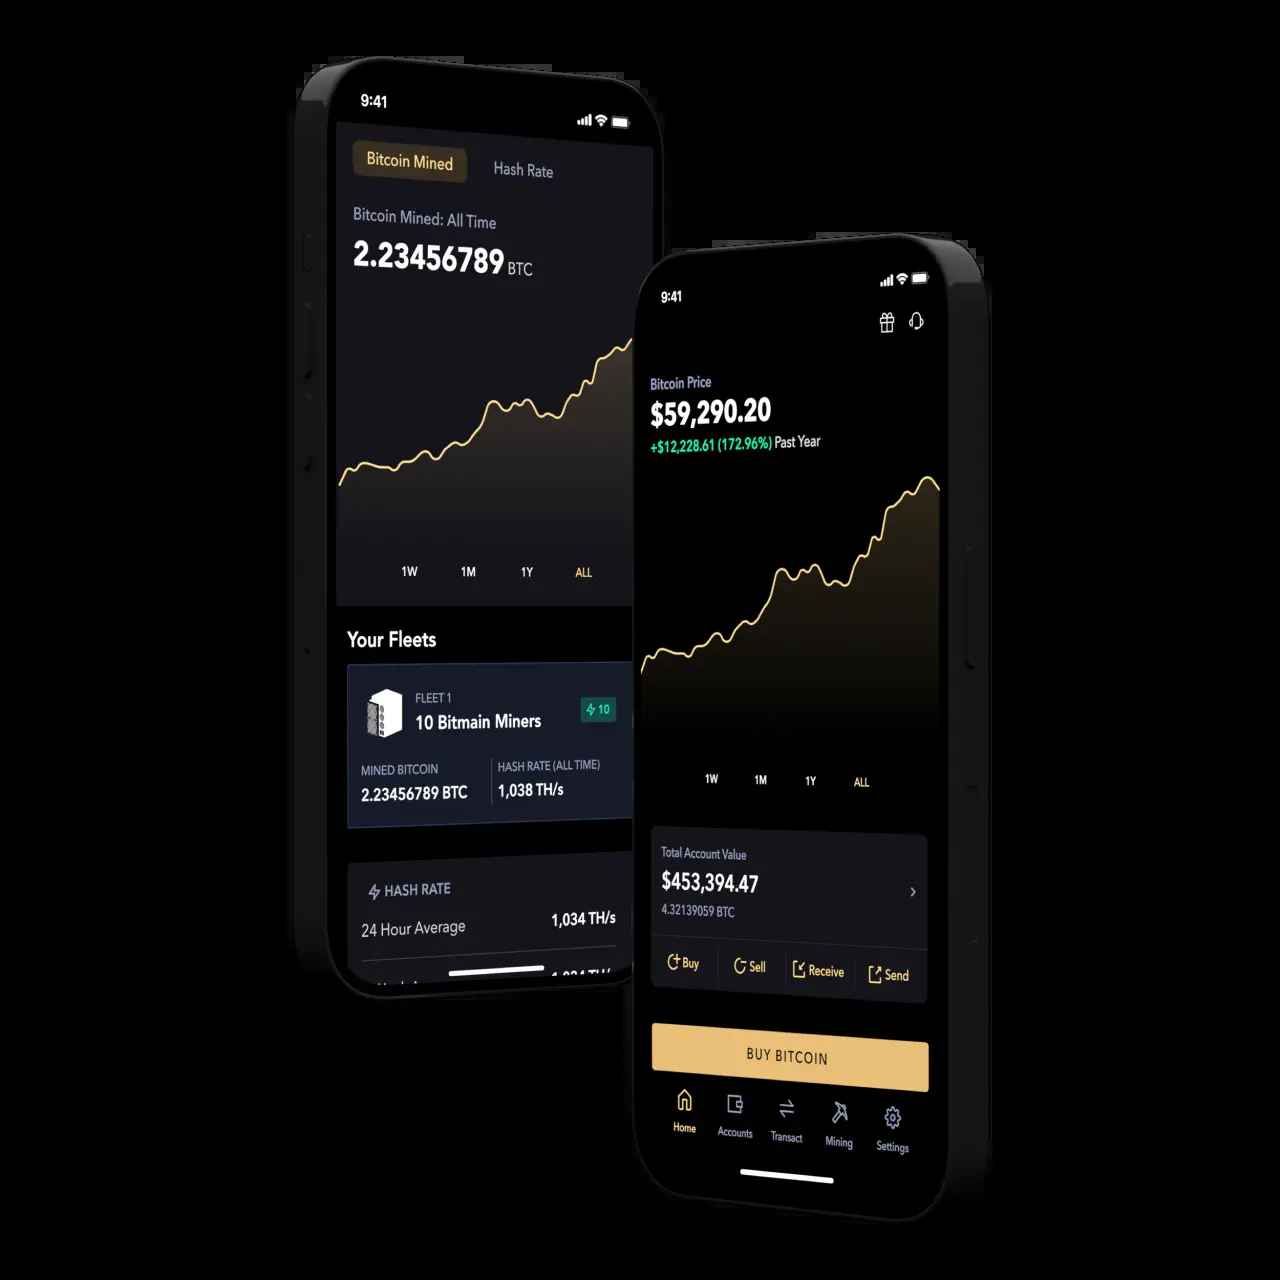 9:41
Bitcoin Mined
Hash Rate
Bitcoin Mined: All Time
2.23456789 BTC
1W 1M 1Y ALL
Your Fleets
FLEET 1
10 Bitmain Miners
10
MINED BITCOIN
2.23456789 BTC
HASH RATE (ALL TIME)
1,038 TH/s
HASH RATE
24 Hour Average
1,034 TH/s
9:41
Bitcoin Price
$59,290.20
+$12,228.61 (172.96%) Past Year
1W 1M 1Y ALL
Total Account Value
$453,394.47
4.32139059 BTC
Buy Sell Receive Send
BUY BITCOIN
Home Accounts Transact Mining Settings